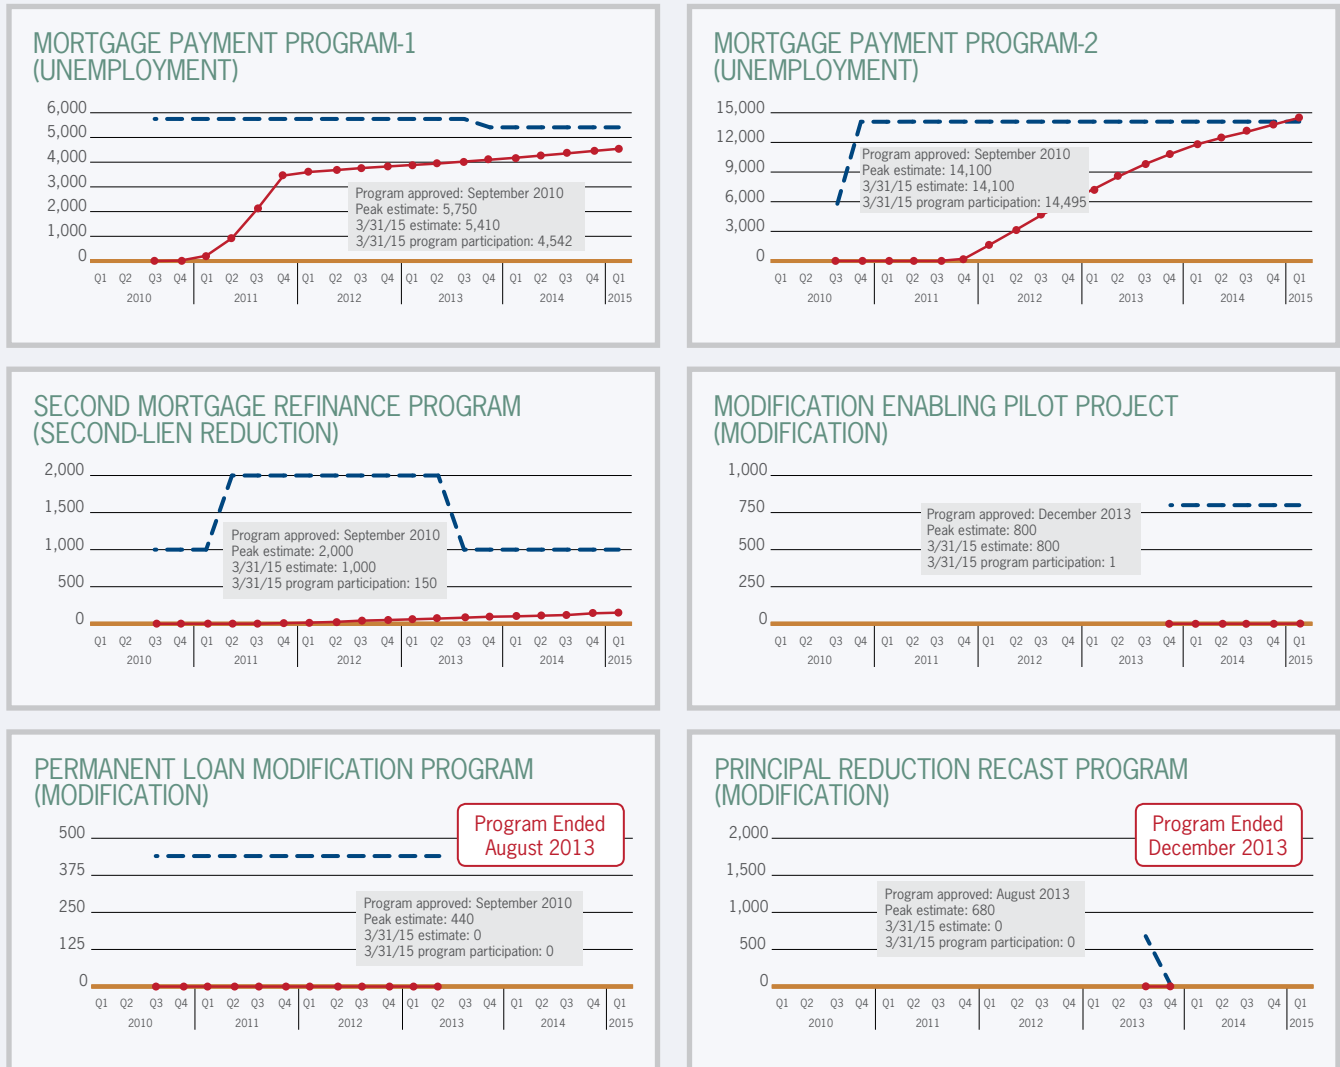 MORTGAGE PAYMENT PROGRAM-1
(UNEMPLOYMENT)
6,000
5,000
4,000
3,000
2,000
1,000
0
Program approved: September 2010
Peak estimate: 5,750
3/31/15 estimate: 5,410
3/31/15 program participation: 4,542
Q1 Q2 Q3 Q4 Q1 Q2 Q3 Q4 Q1 Q2 Q3 Q4 Q1 Q2 Q3 Q4 Q1 Q2 Q3 Q4 Q1
2010 2011 2012 2013 2014 2015
MORTGAGE PAYMENT PROGRAM-2
(UNEMPLOYMENT)
15,000
12,000
9,000
6,000
3,000
0
Program approved: September 2010
Peak estimate: 14,100
3/31/15 estimate: 14,100
3/31/15 program participation: 14,495
Q1 Q2 Q3 Q4 Q1 Q2 Q3 Q4 Q1 Q2 Q3 Q4 Q1 Q2 Q3 Q4 Q1 Q2 Q3 Q4 Q1
2010 2011 2012 2013 2014 2015
SECOND MORTGAGE REFINANCE PROGRAM
(SECOND-LIEN REDUCTION)
2,000
1,500
1,000
500
0
Program approved: September 2010
Peak estimate: 2,000
3/31/15 estimate: 1,000
3/31/15 program participation: 150
Q1 Q2 Q3 Q4 Q1 Q2 Q3 Q4 Q1 Q2 Q3 Q4 Q1 Q2 Q3 Q4 Q1 Q2 Q3 Q4 Q1
2010 2011 2012 2013 2014 2015
MODIFICATION ENABLING PILOT PROJECT
(MODIFICATION)
1,000
750
500
250
0
Program approved: December 2013
Peak estimate: 800
3/31/15 estimate: 800
3/31/15 program participation: 1
Q1 Q2 Q3 Q4 Q1 Q2 Q3 Q4 Q1 Q2 Q3 Q4 Q1 Q2 Q3 Q4 Q1 Q2 Q3 Q4 Q1
2010 2011 2012 2013 2014 2015
PERMANENT LOAN MODIFICATION PROGRAM
(MODIFICATION)
Program Ended
August 2013
500
375
250
125
0
Program approved: September 2010
Peak estimate: 440
3/31/15 estimate: 0
3/31/15 program participation: 0
Q1 Q2 Q3 Q4 Q1 Q2 Q3 Q4 Q1 Q2 Q3 Q4 Q1 Q2 Q3 Q4 Q1 Q2 Q3 Q4 Q1
2010 2011 2012 2013 2014 2015
PRINCIPAL REDUCTION RECAST PROGRAM
(MODIFICATION)
Program Ended
December 2013
2,000
1,500
1,000
500
0
Program approved: August 2013
Peak estimate: 680
3/31/15 estimate: 0
3/31/15 program participation: 0
Q1 Q2 Q3 Q4 Q1 Q2 Q3 Q4 Q1 Q2 Q3 Q4 Q1 Q2 Q3 Q4 Q1 Q2 Q3 Q4 Q1
2010 2011 2012 2013 2014 2015